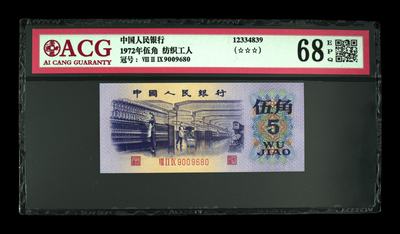 ACG
AI CANG GUARANTY
中国人民银行
1972年伍角 纺织工人
冠号: VIII II IX 9009680
12334839
(☆☆☆)
68 EPQ
中国人民银行
伍角
5
WU
JIAO
VIII II IX 9009680